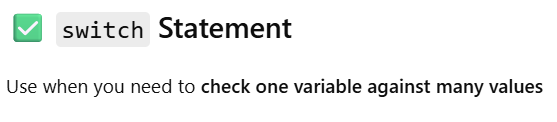 ✅ switch Statement
Use when you need to check one variable against many values